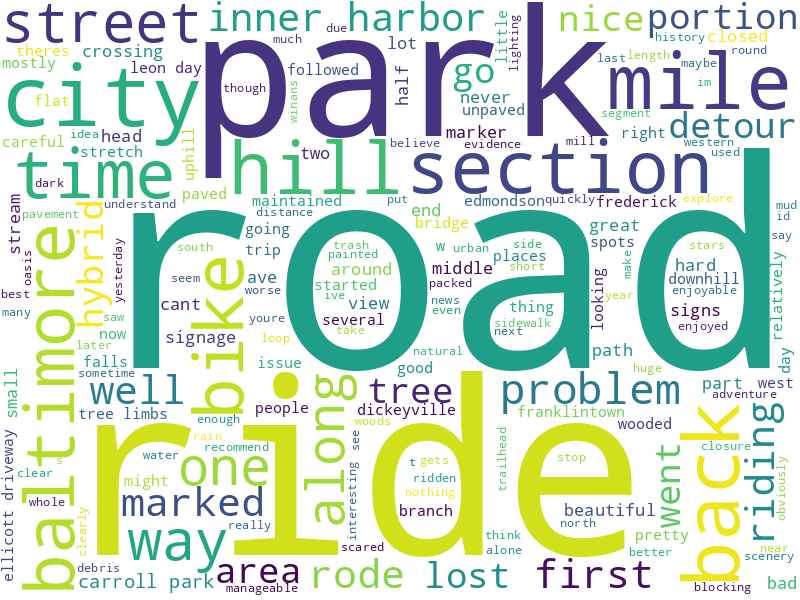 street
inner harbor
nice
portion
theres
crossing
much
due
park
lot
little
lighting
history
closed
mostly
leon day
followed
half
go
mile
last
length
round
maybe
im
city
flat
though
winans
never
unpaved
segment
detour
careful
idea
head
uphill
hill
two
marker
evidence
section
mill
right
western
used
stretch
believe
time
dark
paved
maintained
put
edmondson
quickly
frederick
explore
understand
distance
end
bridge
great
mud
id
say
stream
pavement
hybrid
yesterday
road
going
south
trip
trash
painted
around
started
view
several
w
urban
places
middle
packed
news
even
side
short
spots
thing
sidewalk
next
looking
make
stars
hard
downhill
enjoyable
year
signs
enjoyed
relatively
day
oasis
best
many
saw
later
now
falls
sometime
baltimore
bike
ave
seem
worse
cant
youre
ive
take
loop
signage
issue
good
natural
path
huge
part
west
adventure
small
well
tree limbs
ride
people
along
tree
dickeyville
problem
franklintown
wooded
closure
back
riding
ellicott driveway
clear
s
whole
clearly
might
one
enough
rain
recommend
water
really
marked
way
woods
see
interesting
t
gets
ridden
nothing
branch
scared
trailhead
stop
beautiful
north
think
alone
pretty
better
went
scenery
near
obviously
blocking
bad
debris
carroll park
area
manageable
rode
lost
first